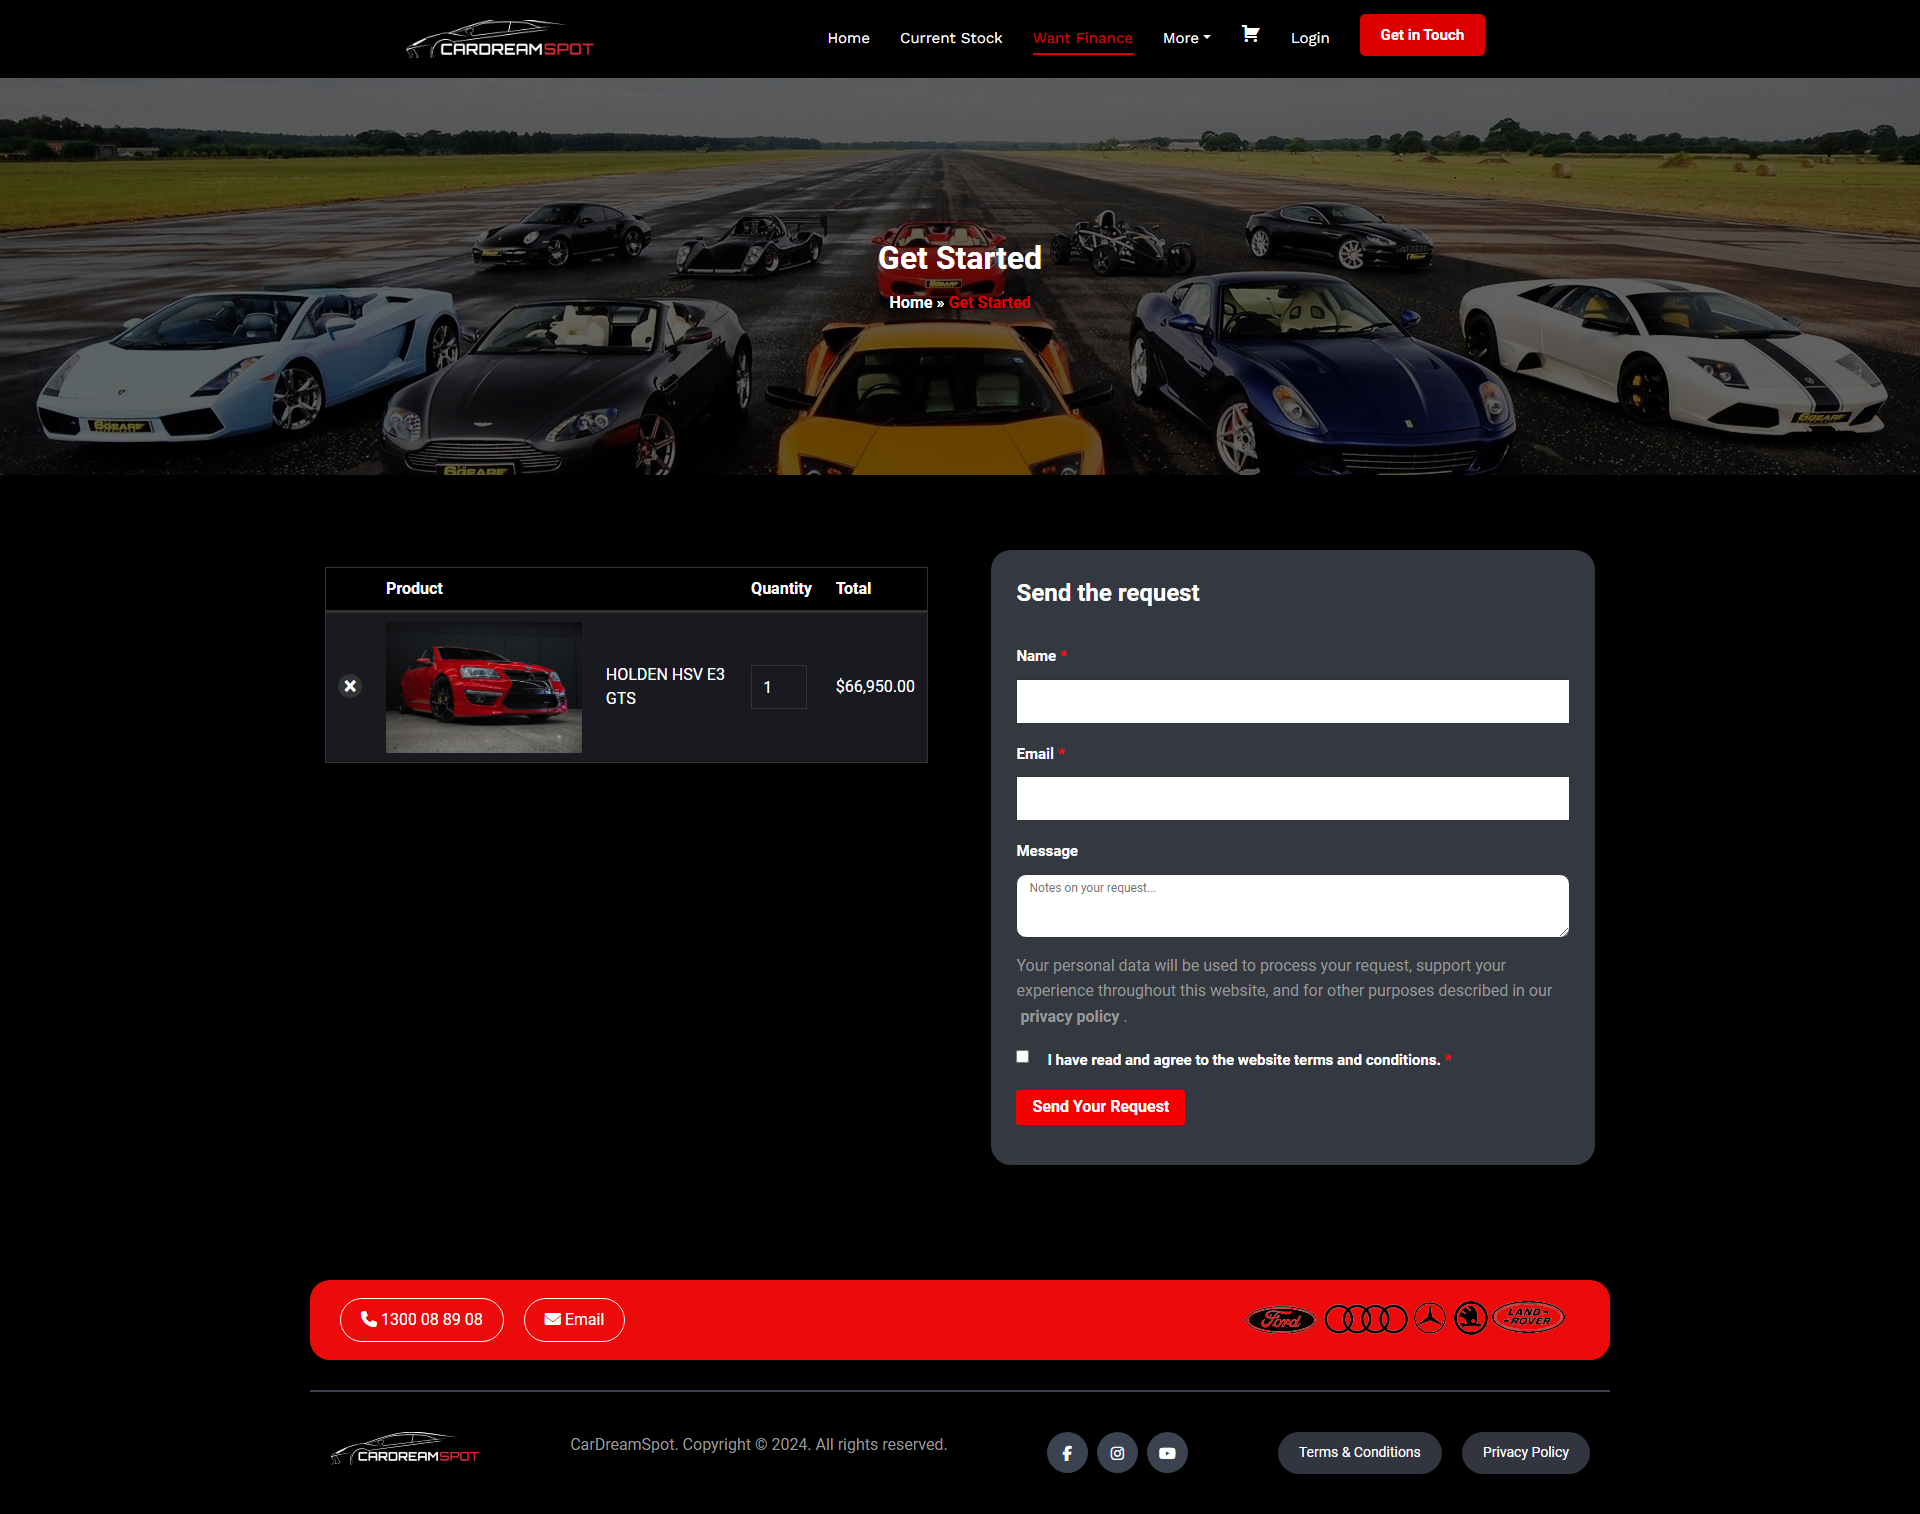 CARDREAMSPOT
Home
Current Stock
Want Finance
More
Login
Get in Touch
Get Started
Home » Get Started
6GEAR
6GEAR
6GEAR
Product
Quantity
Total
HOLDEN HSV E3
GTS
1
$66,950.00
Send the request
Name *
Email *
Message
Notes on your request...
Your personal data will be used to process your request, support your
experience throughout this website, and for other purposes described in our
privacy policy .
I have read and agree to the website terms and conditions. *
Send Your Request
1300 08 89 08
Email
Ford
LAND-
-ROVER
CARDREAMSPOT
CarDreamSpot. Copyright © 2024. All rights reserved.
Terms & Conditions
Privacy Policy